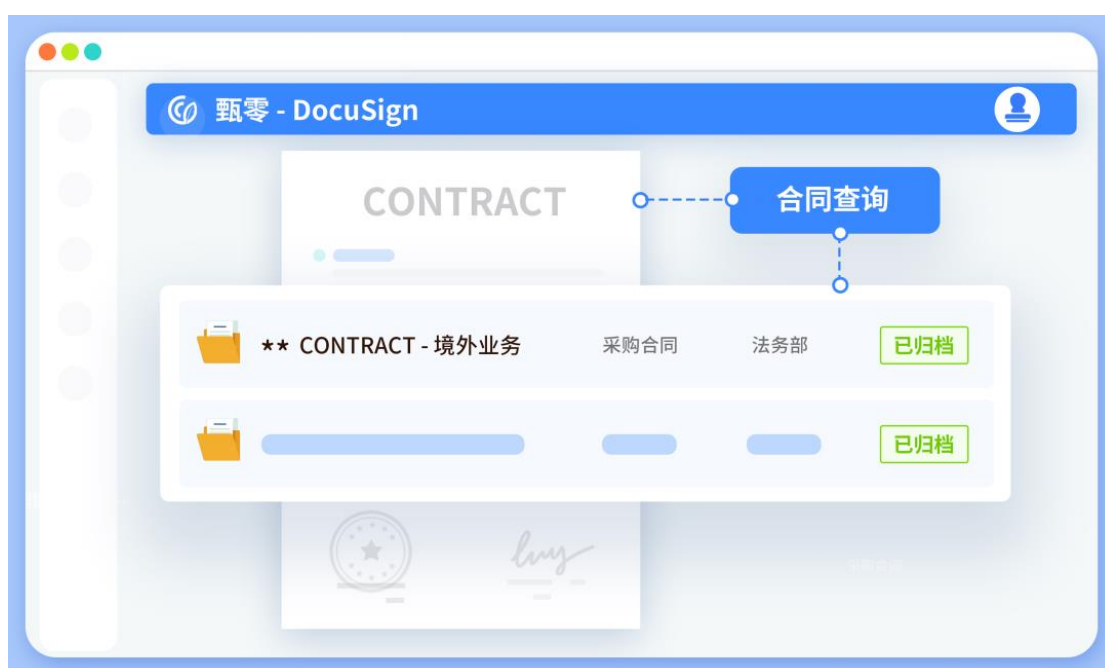 甄零 - DocuSign
CONTRACT
合同查询
** CONTRACT - 境外业务 采购合同 法务部 已归档
已归档